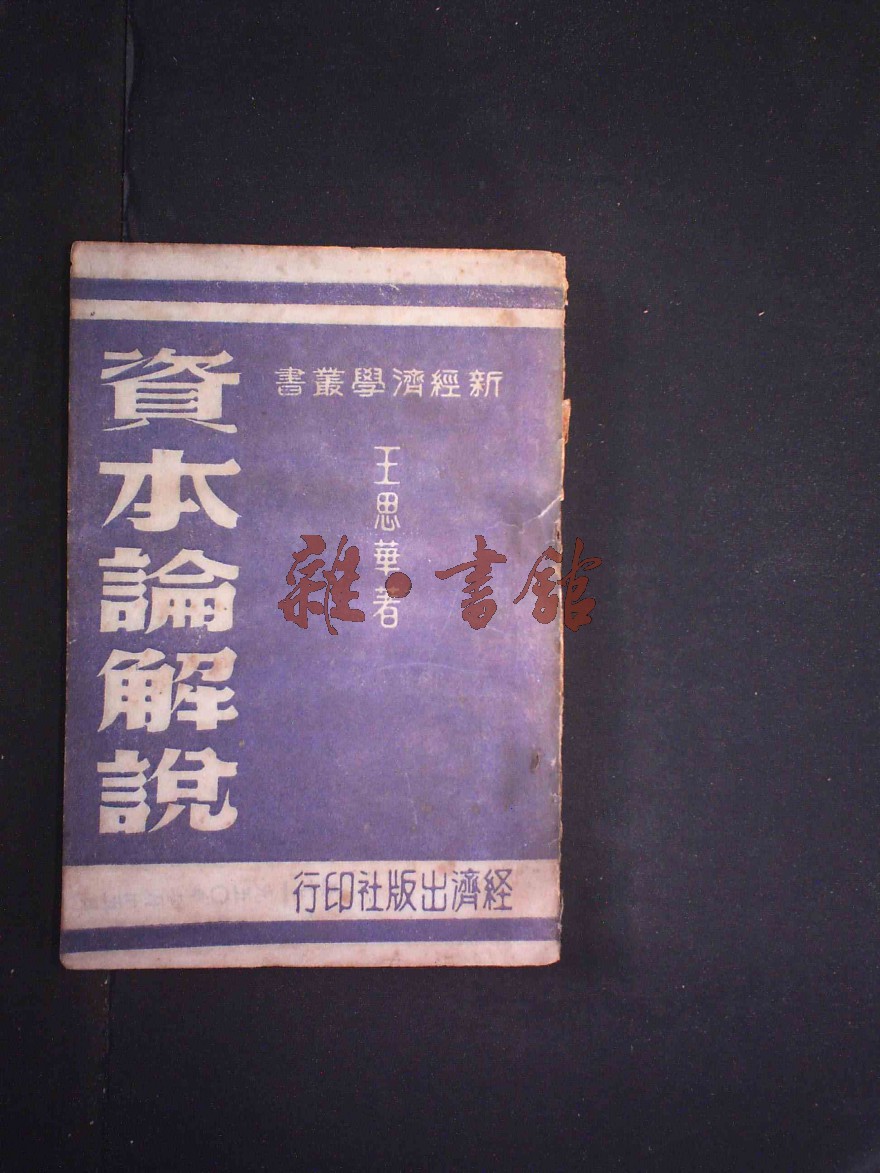 新經濟學叢書
資本論解說
王思華著
雜·書館
経濟出版社印行